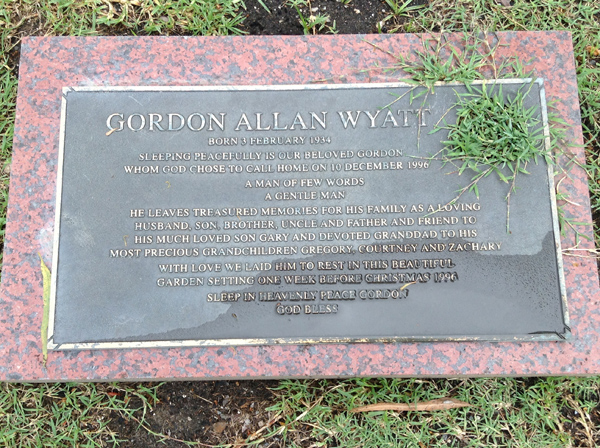 GORDON ALLAN WYATT
BORN 3 FEBRUARY 1934
SLEEPING PEACEFULLY IS OUR BELOVED GORDON
WHOM GOD CHOSE TO CALL HOME ON 10 DECEMBER 1996
A MAN OF FEW WORDS
A GENTLE MAN
HE LEAVES TREASURED MEMORIES FOR HIS FAMILY AS A LOVING
HUSBAND, SON, BROTHER, UNCLE AND FATHER AND FRIEND TO
HIS MUCH LOVED SON GARY AND DEVOTED GRANDDAD TO HIS
MOST PRECIOUS GRANDCHILDREN GREGORY, COURTNEY AND ZACHARY
WITH LOVE WE LAID HIM TO REST IN THIS BEAUTIFUL
GARDEN SETTING ONE WEEK BEFORE CHRISTMAS 1996
SLEEP IN HEAVENLY PEACE GORDON
GOD BLESS